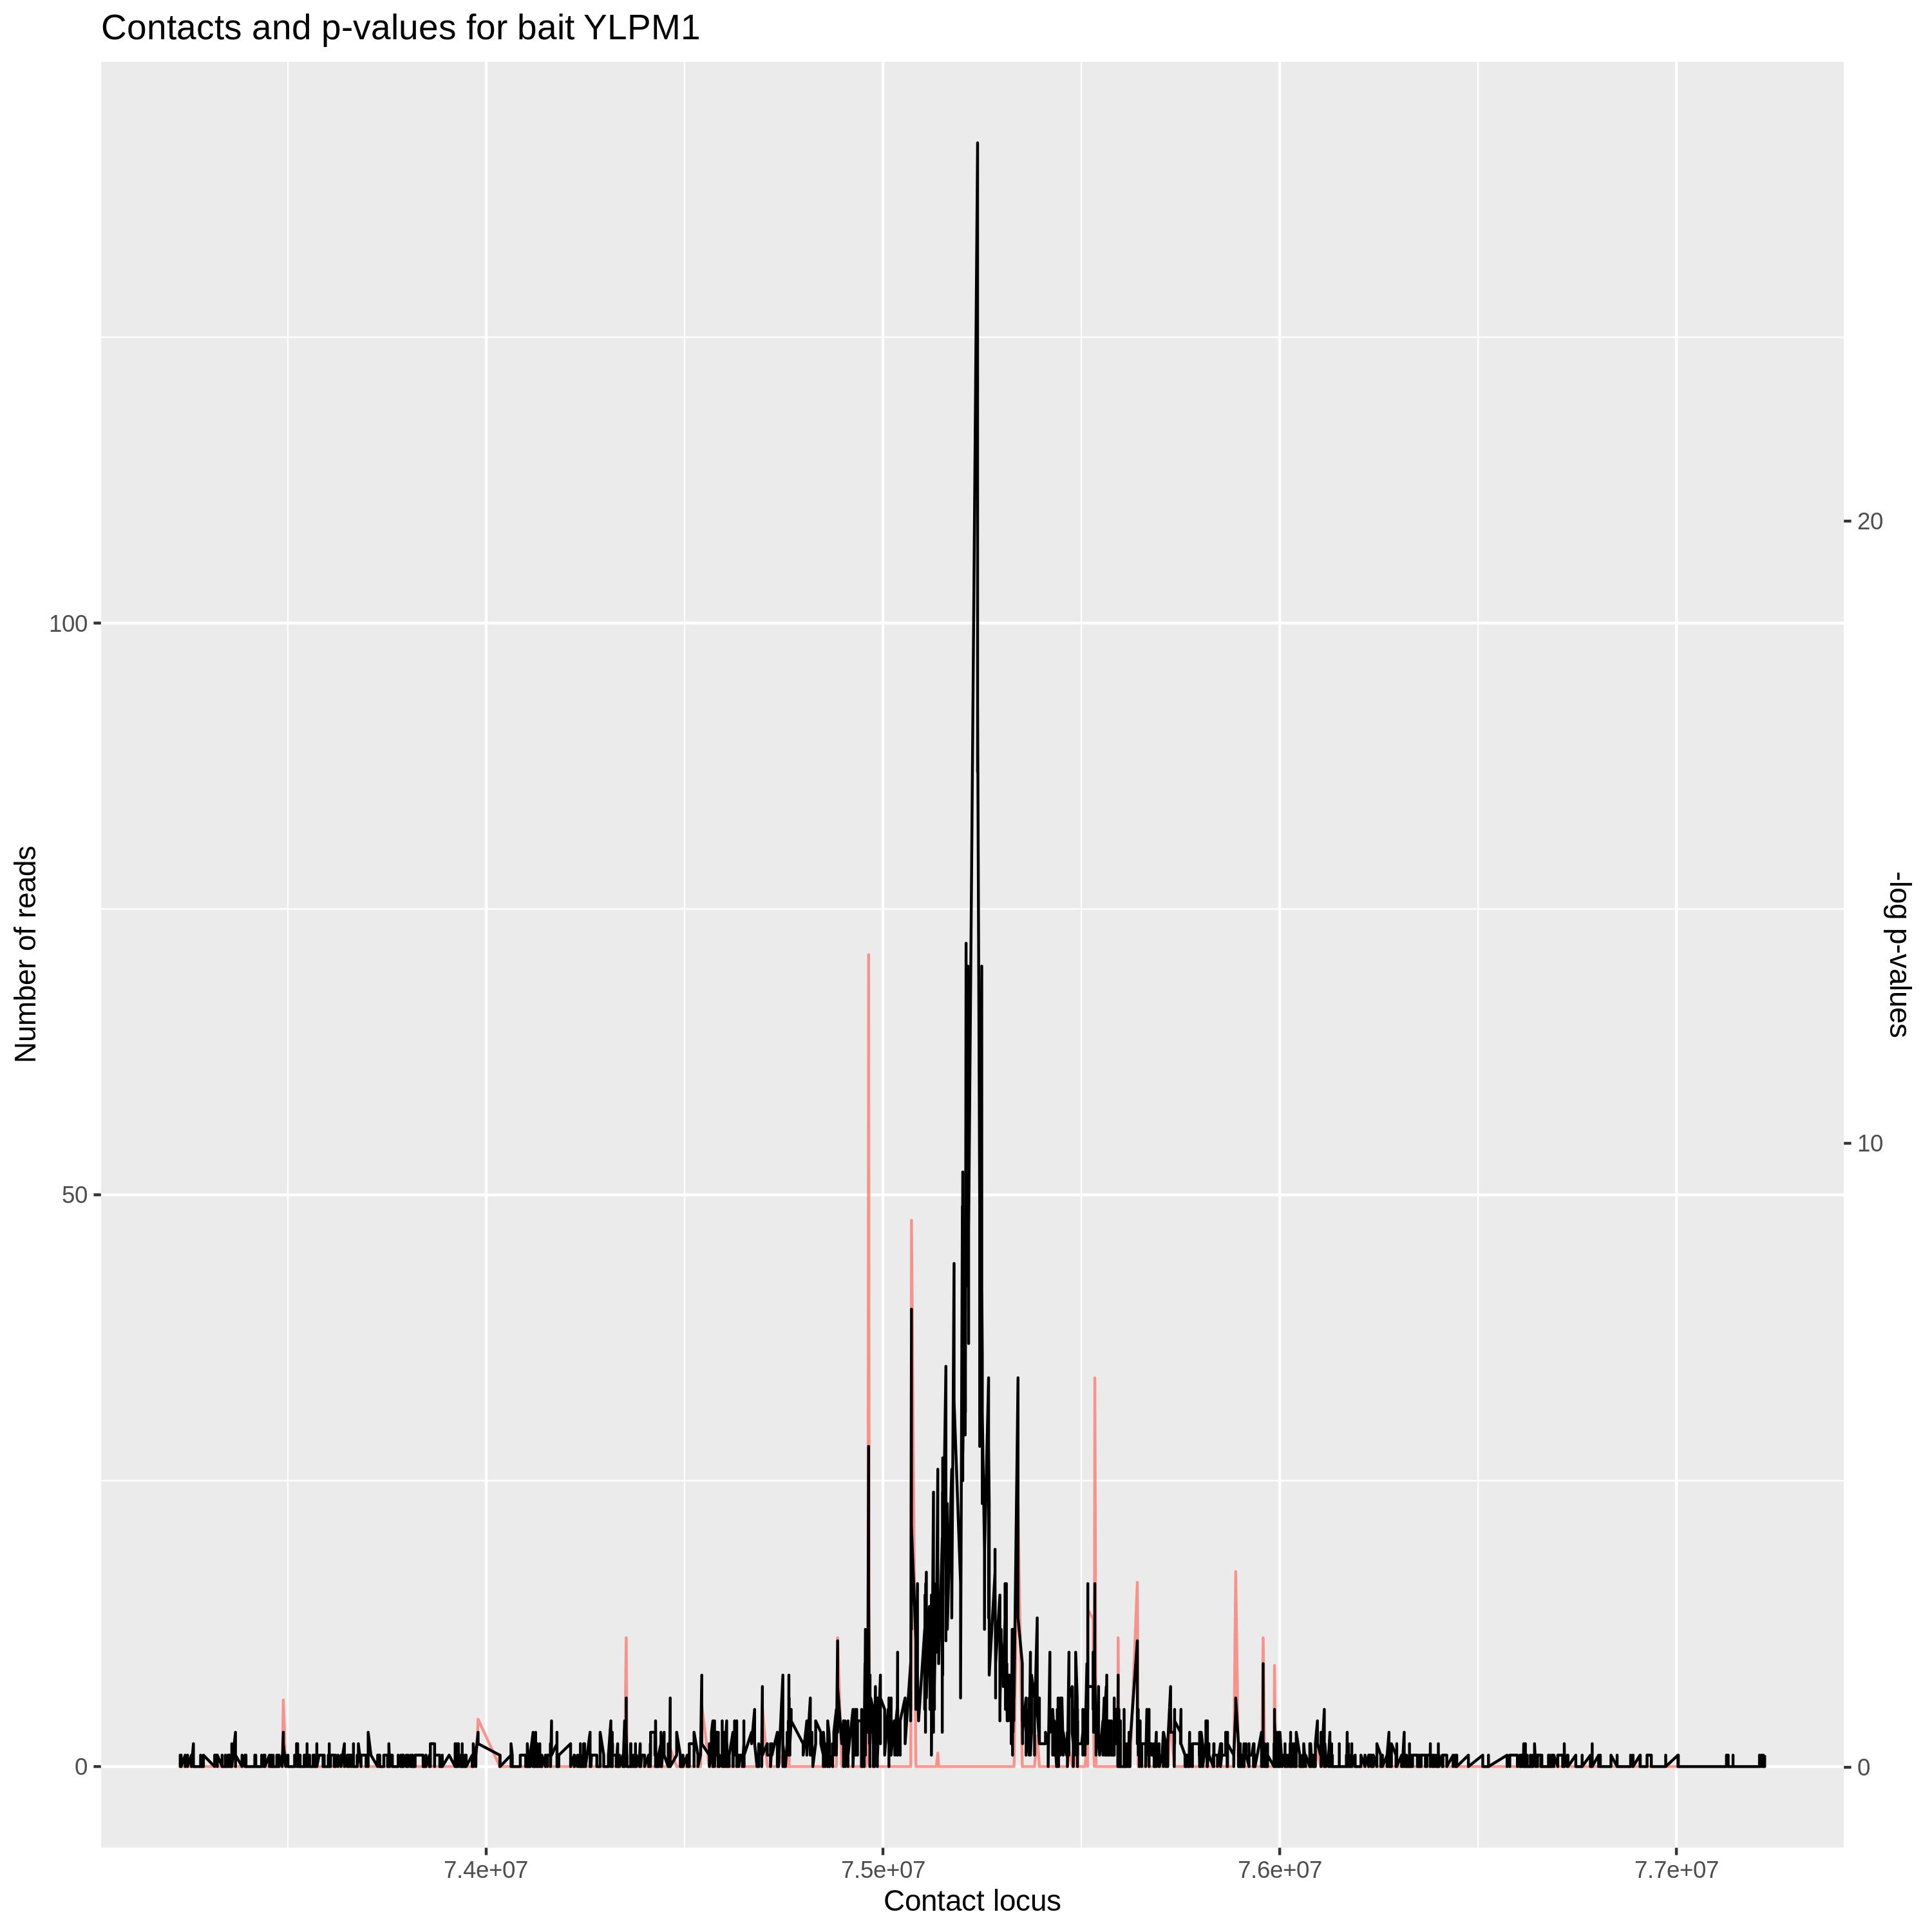 Contacts and p-values for bait YLPM1
Number of reads
100
50
0
20
10
0
-log p-values
7.4e+07
7.5e+07
7.6e+07
7.7e+07
Contact locus